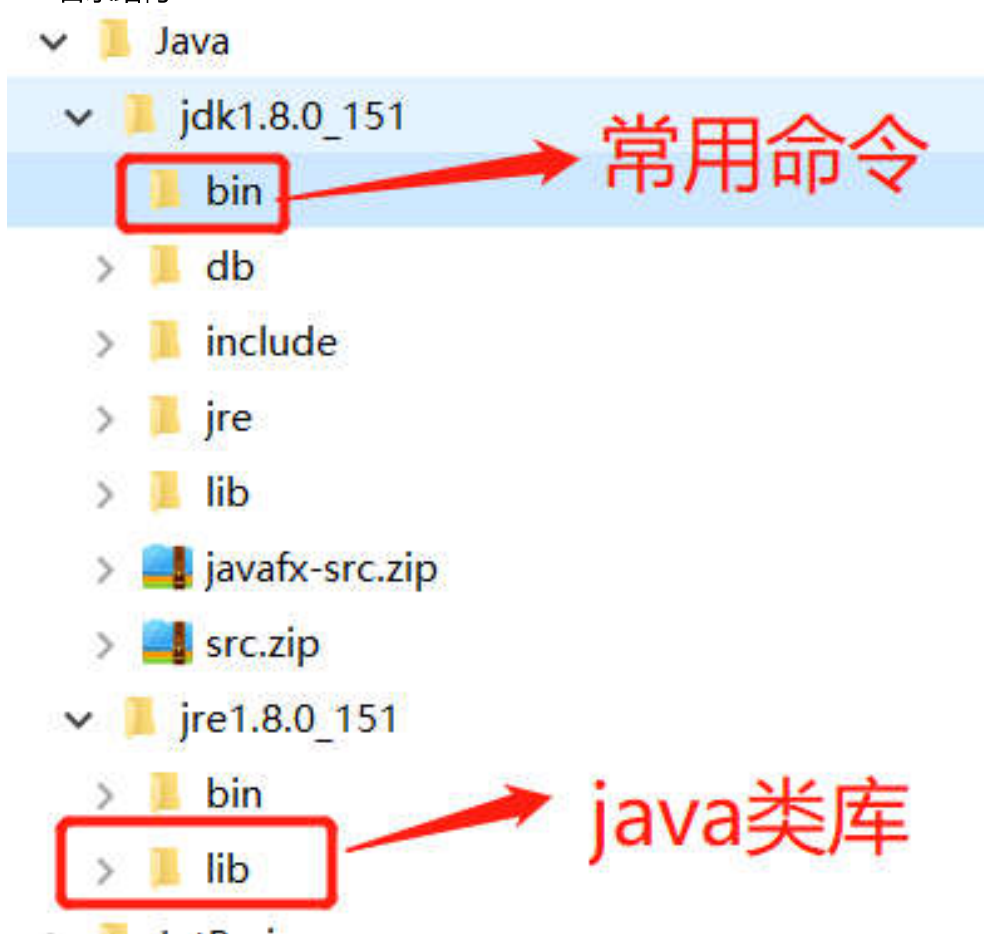 Java
jdk1.8.0_151
常用命令
bin
db
include
jre
lib
javafx-src.zip
src.zip
jre1.8.0_151
bin
java类库
lib